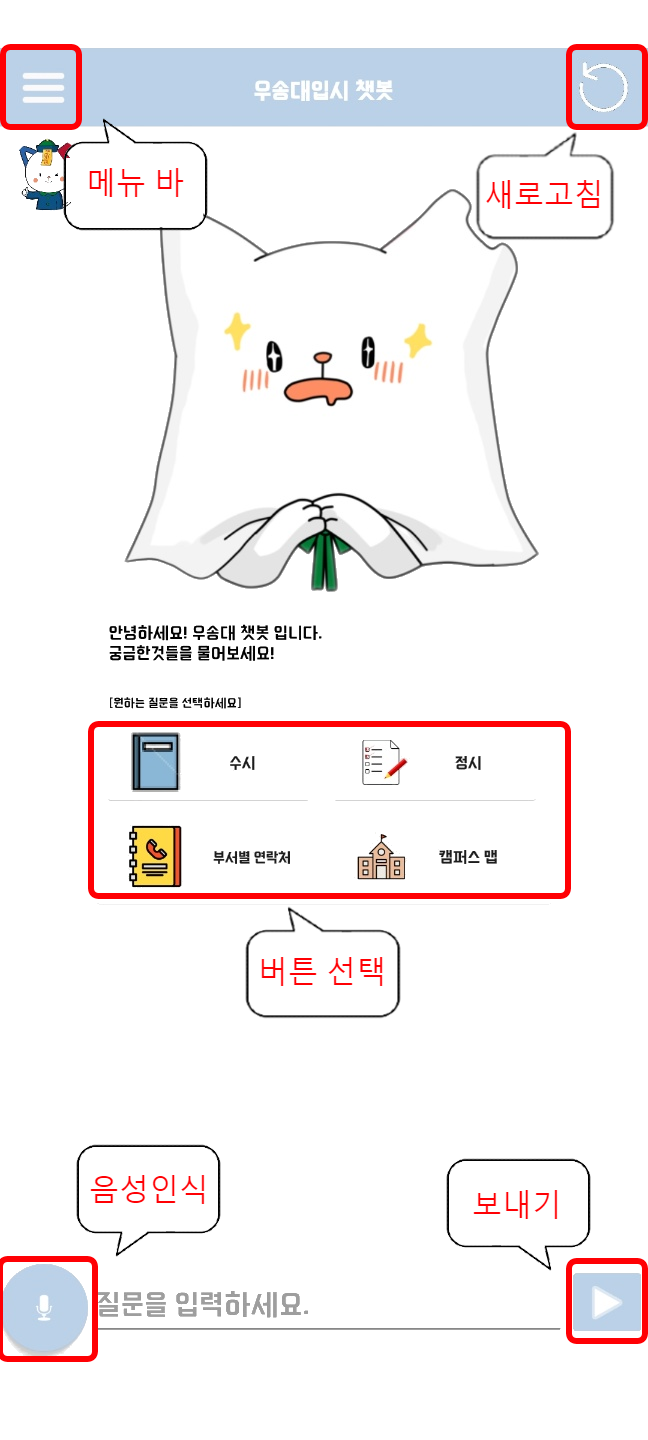 우송대입시 챗봇
메뉴 바
새로고침
안녕하세요! 우송대 챗봇 입니다.
궁금한것들을 물어보세요!
[원하는 질문을 선택하세요]
수시
정시
부서별 연락처
캠퍼스 맵
버튼 선택
음성인식
보내기
질문을 입력하세요.